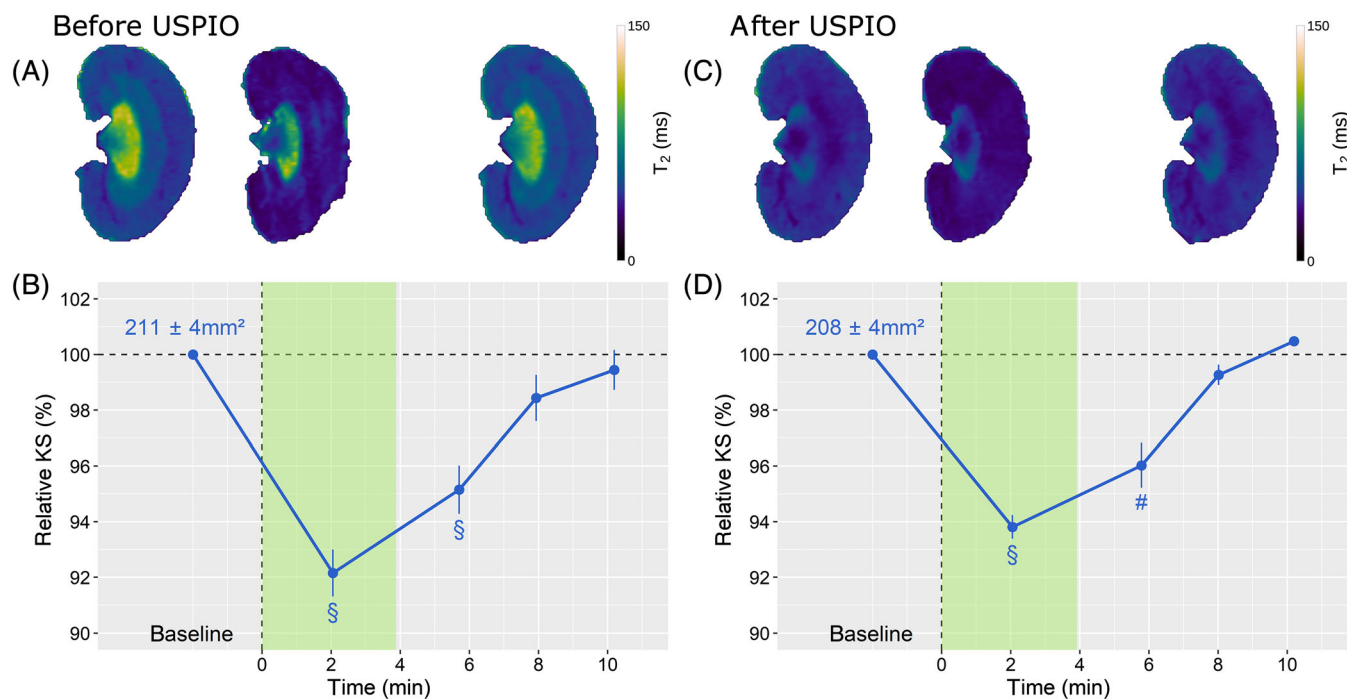 Before USPIO
After USPIO
(A)
150
T2 (ms)
0
(C)
150
T2 (ms)
0
(B)
102
100
98
96
94
92
90
Relative KS (%)
211 ± 4mm²
§
§
Baseline
0
2
4
6
8
10
Time (min)
(D)
102
100
98
96
94
92
90
Relative KS (%)
208 ± 4mm²
§
#
Baseline
0
2
4
6
8
10
Time (min)